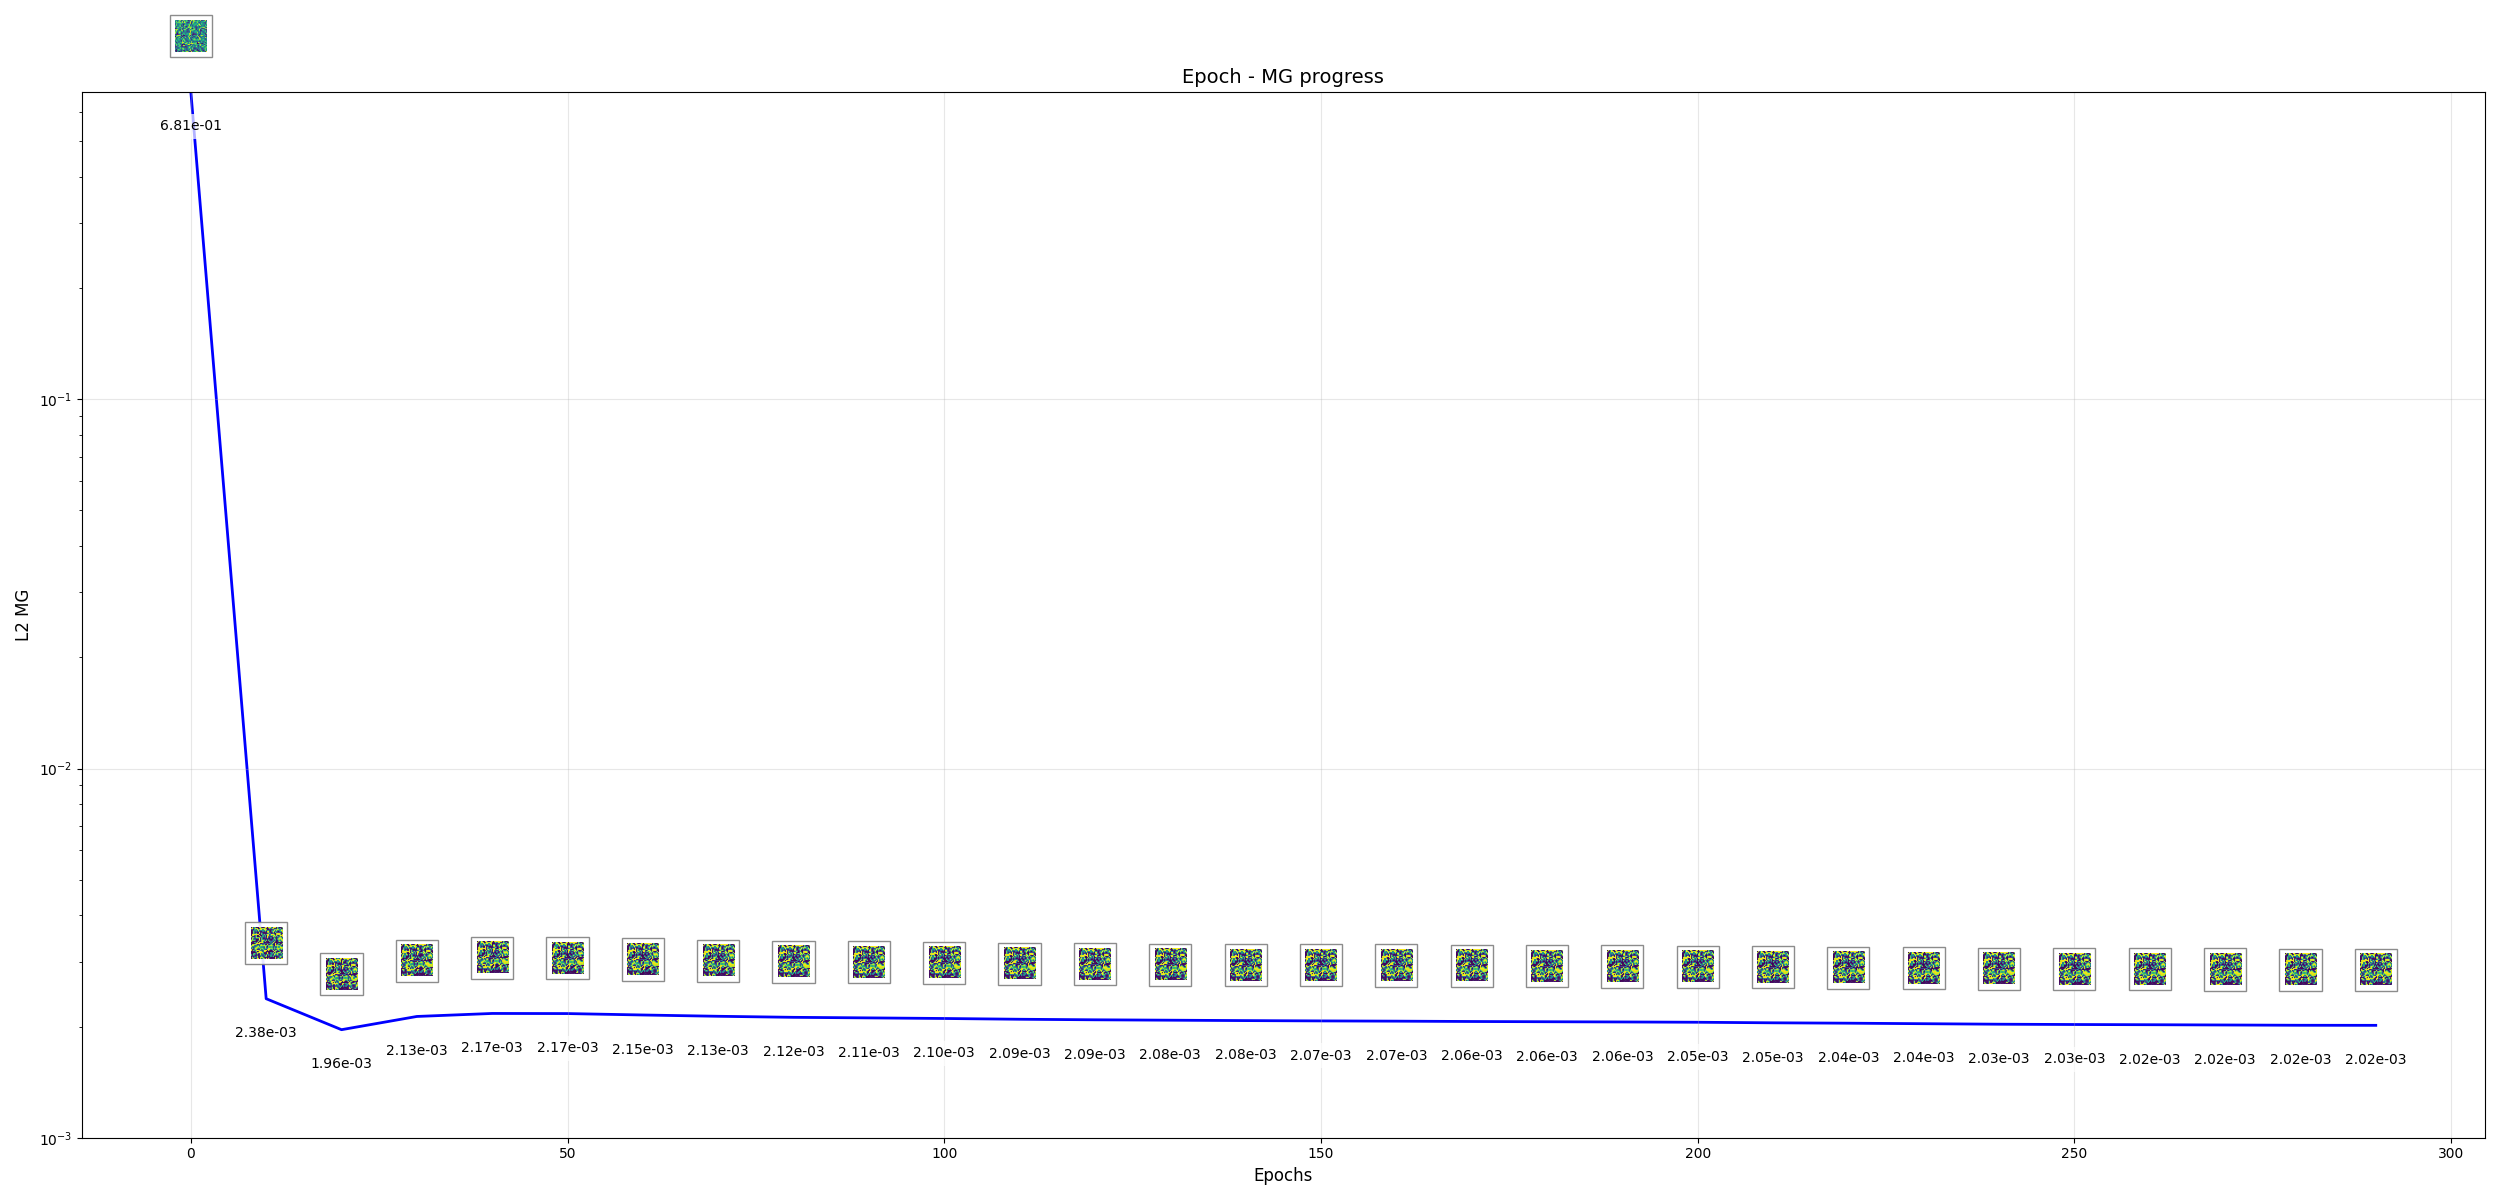 Epoch - MG progress
6.81e-01
10⁻¹
L2 MG
10⁻²
2.38e-03
1.96e-03
2.13e-03
2.17e-03
2.17e-03
2.15e-03
2.13e-03
2.12e-03
2.11e-03
2.10e-03
2.09e-03
2.09e-03
2.08e-03
2.08e-03
2.07e-03
2.07e-03
2.06e-03
2.06e-03
2.06e-03
2.05e-03
2.05e-03
2.04e-03
2.04e-03
2.03e-03
2.03e-03
2.02e-03
2.02e-03
2.02e-03
2.02e-03
10⁻³
0 50 100 150 200 250 300
Epochs